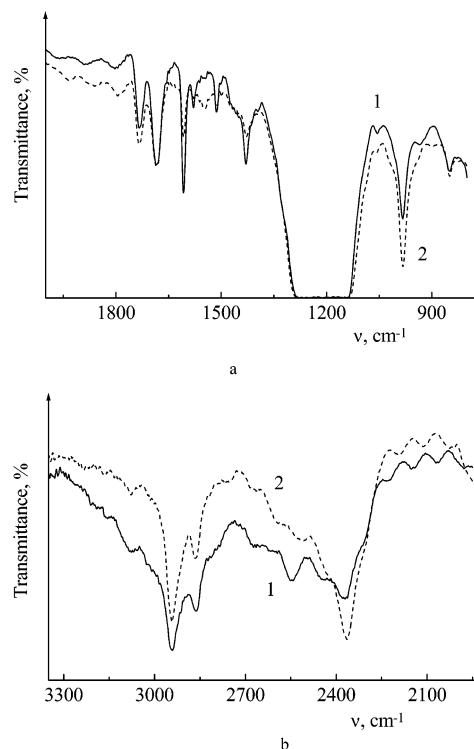 Transmittance, %
1
2
1800 1500 1200 900
ν, cm-1
a
Transmittance, %
2
1
3300 3000 2700 2400 2100
ν, cm-1
b